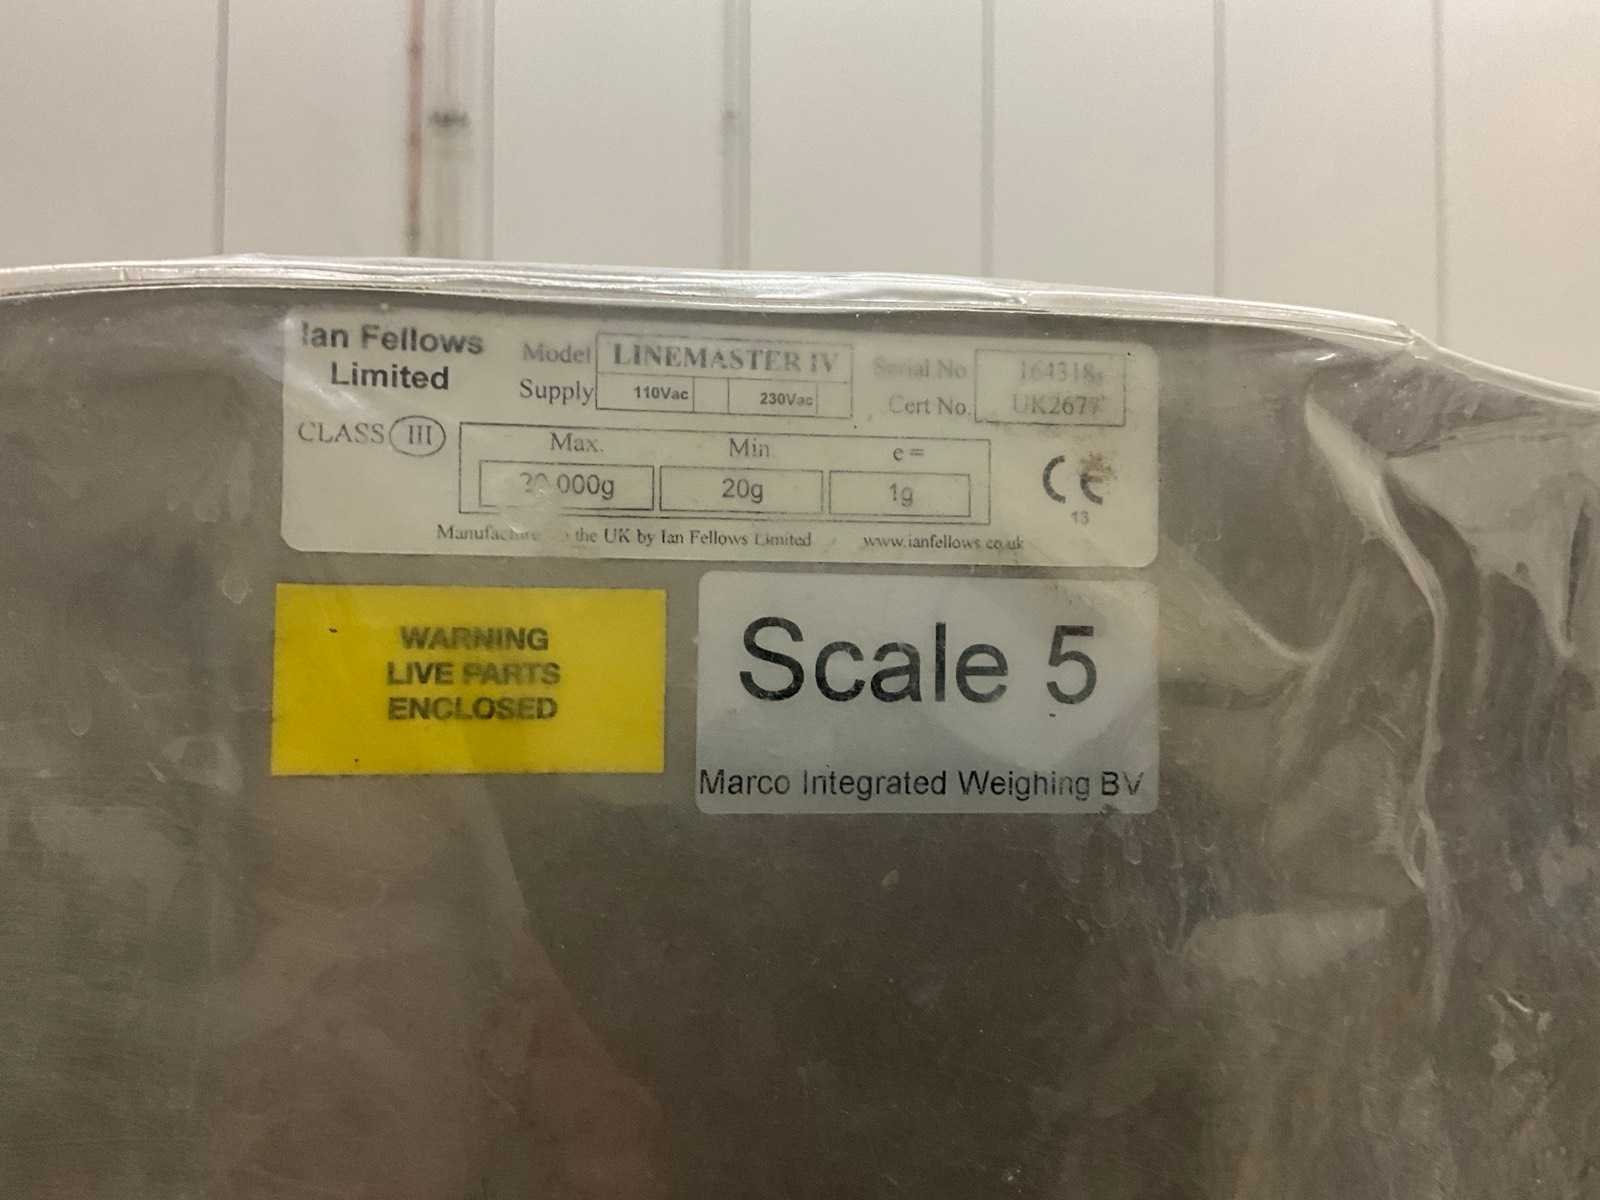 Ian Fellows
Limited
Model LINEMASTER IV
Supply 110Vac 230Vac
Serial No
Cert No. UK2677
CLASS III
Max. Min e =
20g 1g
CE
13
the UK by Ian Fellows Limited www.ianfellows.co.uk
WARNING
LIVE PARTS
ENCLOSED
Scale 5
Marco Integrated Weighing BV